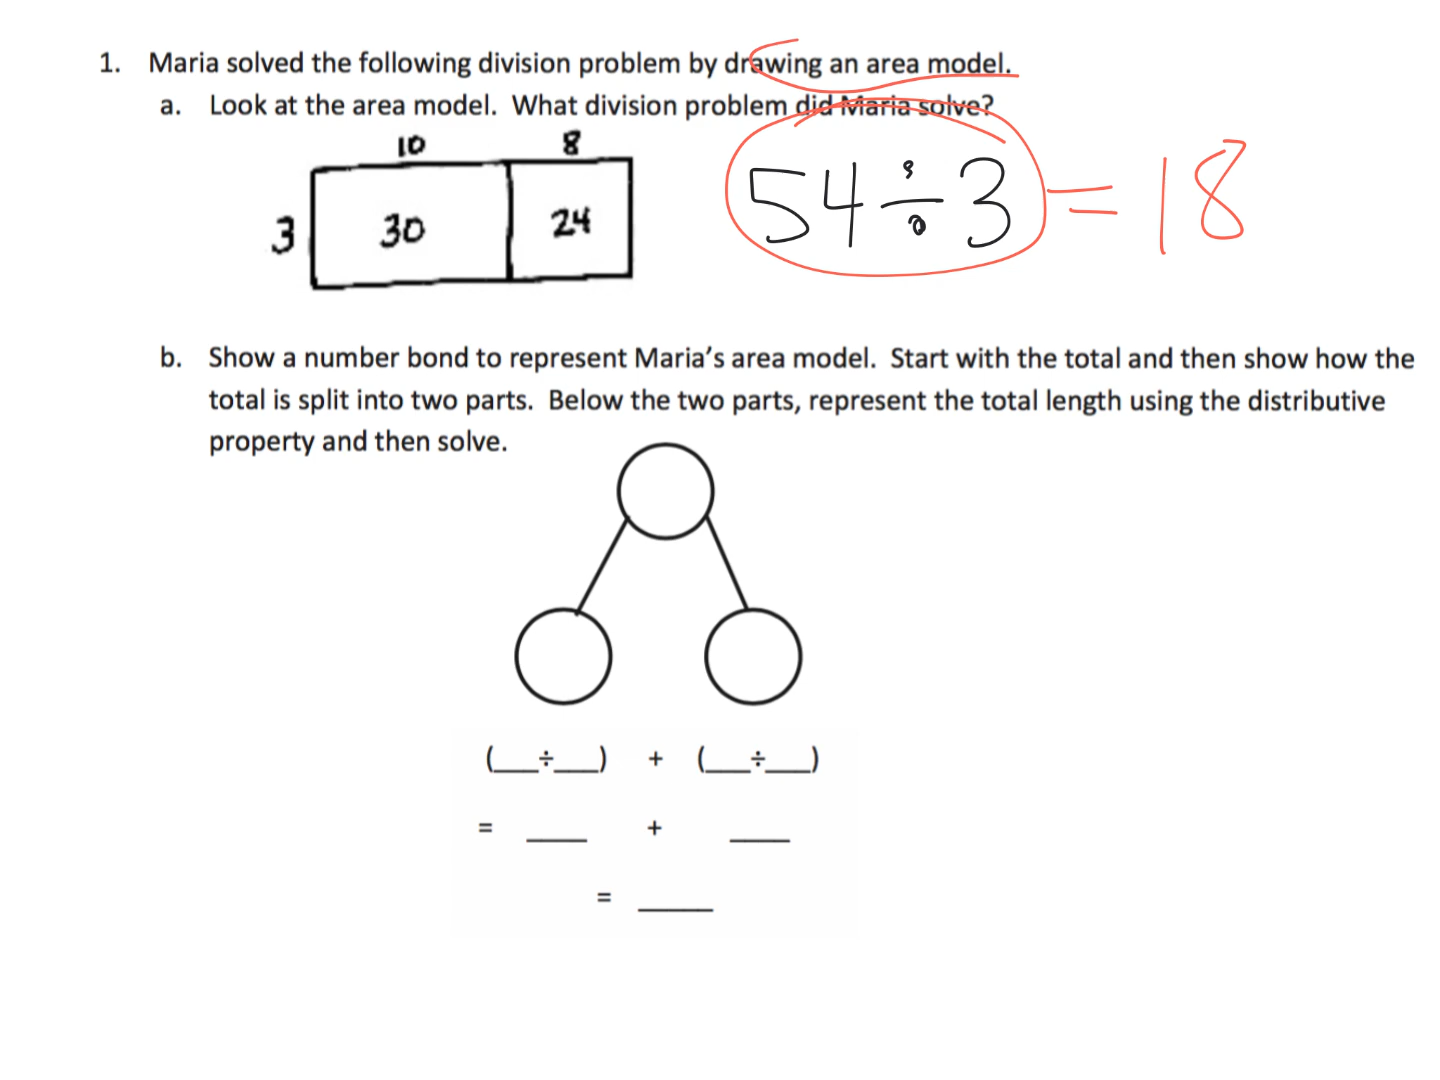 1. Maria solved the following division problem by drawing an area model.
a. Look at the area model. What division problem did Maria solve?
10 8
3 30 24
54 ÷ 3 = 18
b. Show a number bond to represent Maria's area model. Start with the total and then show how the
total is split into two parts. Below the two parts, represent the total length using the distributive
property and then solve.
(___÷___) + (___÷___)
= ____ + ____
= _____